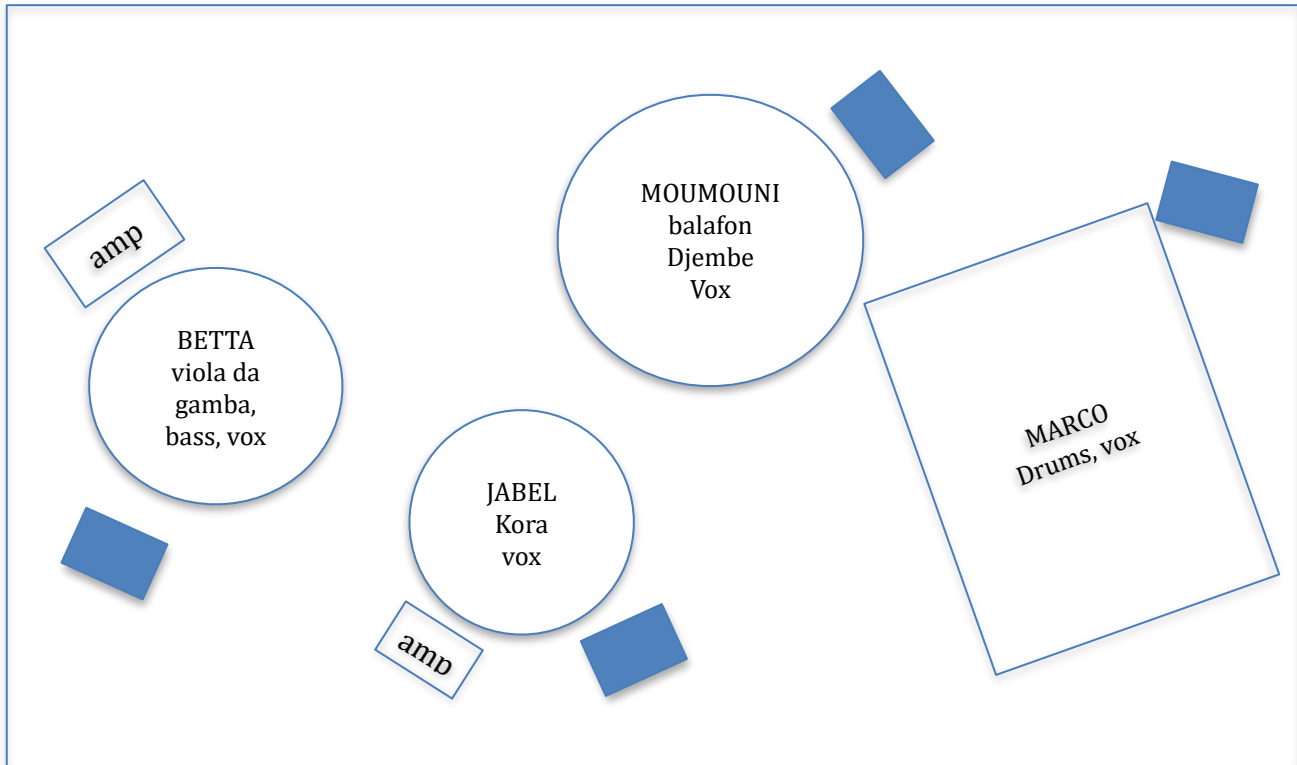 MOUMOUNI
balafon
Djembe
Vox
amp
BETTA
viola da
gamba,
bass, vox
MARCO
Drums, vox
JABEL
Kora
vox
amp